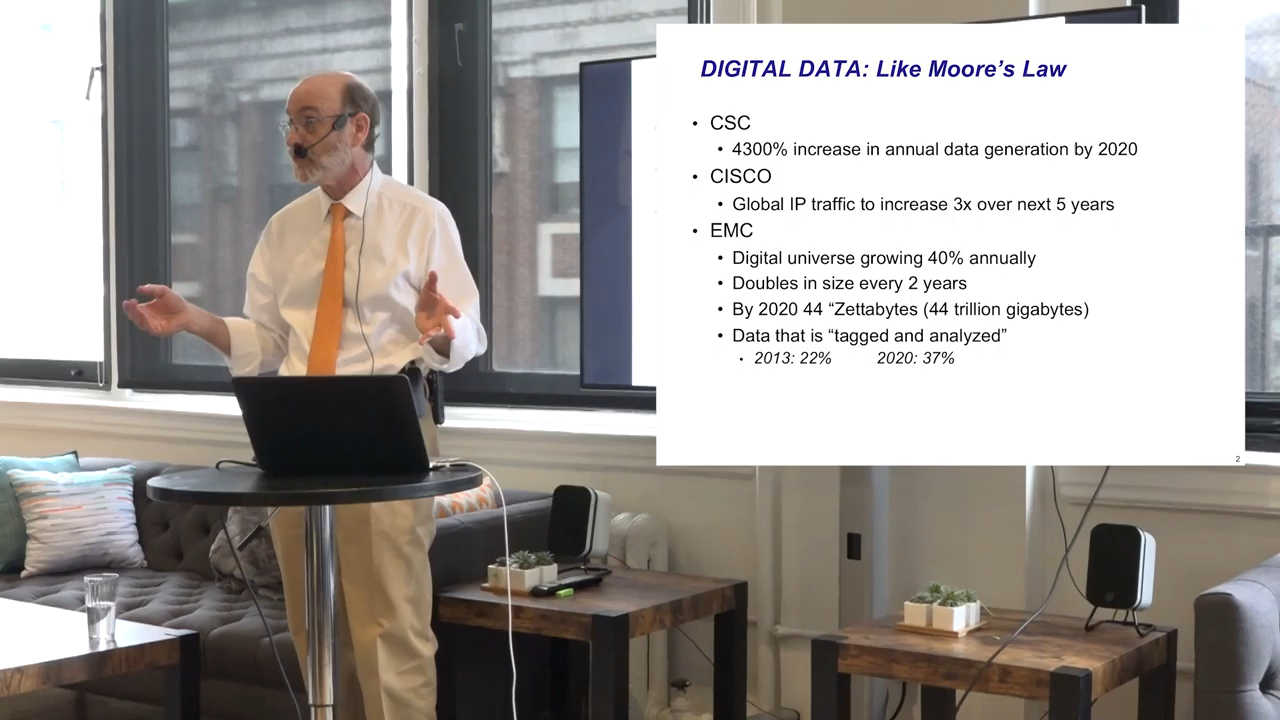 DIGITAL DATA: Like Moore’s Law
• CSC
• 4300% increase in annual data generation by 2020
• CISCO
• Global IP traffic to increase 3x over next 5 years
• EMC
• Digital universe growing 40% annually
• Doubles in size every 2 years
• By 2020 44 “Zettabytes (44 trillion gigabytes)
• Data that is “tagged and analyzed”
• 2013: 22% 2020: 37%
2